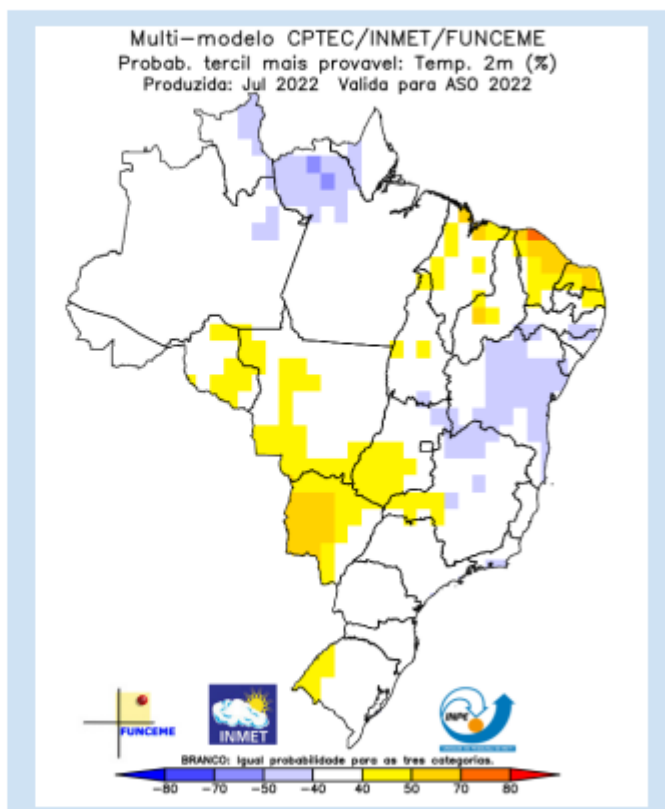 Multi-modelo CPTEC/INMET/FUNCEME
Probab. tercil mais provavel: Temp. 2m (%)
Produzida: Jul 2022 Valida para ASO 2022
FUNCEME
INMET
INPE
BRANCO: Igual probabilidade para as tres categorias.
-80 -70 -50 -40 40 50 70 80